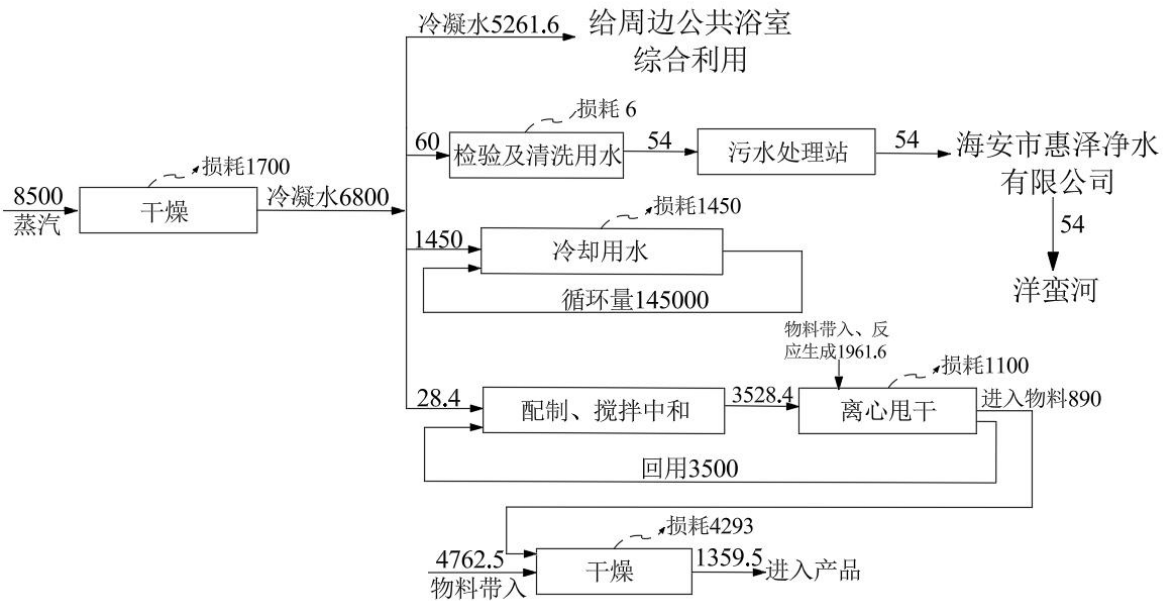 冷凝水5261.6
给周边公共浴室
综合利用
损耗 6
60
检验及清洗用水
54
污水处理站
54
海安市惠泽净水
有限公司
54
洋蛮河
8500
蒸汽
损耗1700
干燥
冷凝水6800
损耗1450
1450
冷却用水
循环量145000
物料带入、反
应生成1961.6
损耗1100
28.4
配制、搅拌中和
3528.4
离心甩干
进入物料890
回用3500
损耗4293
4762.5
物料带入
干燥
1359.5
进入产品